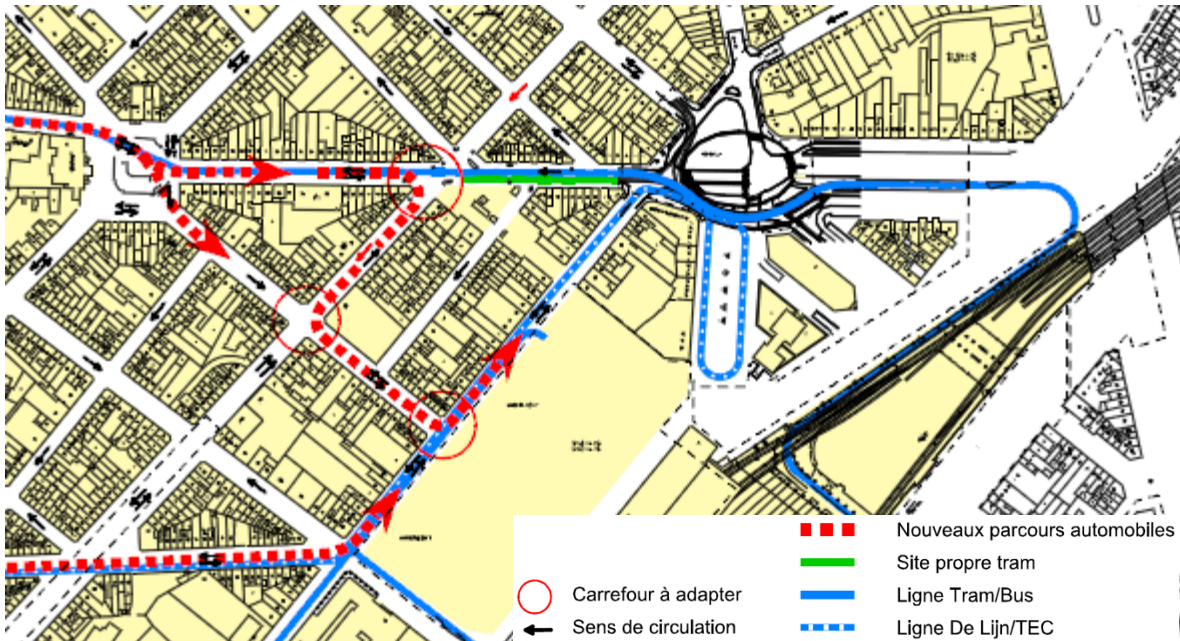 Nouveaux parcours automobiles
Site propre tram
Carrefour à adapter
Ligne Tram/Bus
Sens de circulation
Ligne De Lijn/TEC